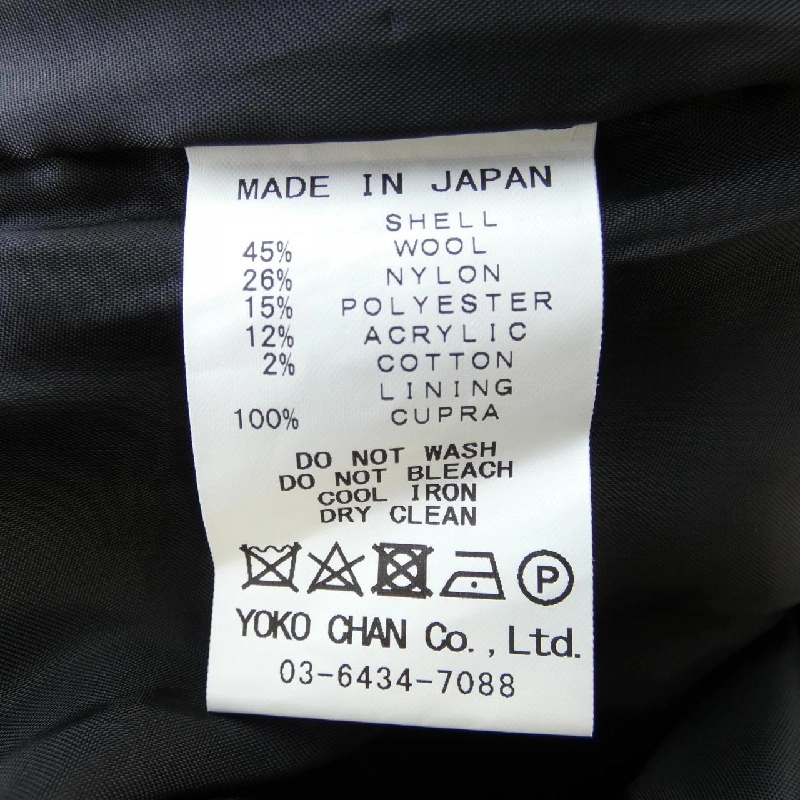 MADE IN JAPAN
SHELL
45% WOOL
26% NYLON
15% POLYESTER
12% ACRYLIC
2% COTTON
LINING
100% CUPRA
DO NOT WASH
DO NOT BLEACH
COOL IRON
DRY CLEAN
P
YOKO CHAN Co., Ltd.
03-6434-7088